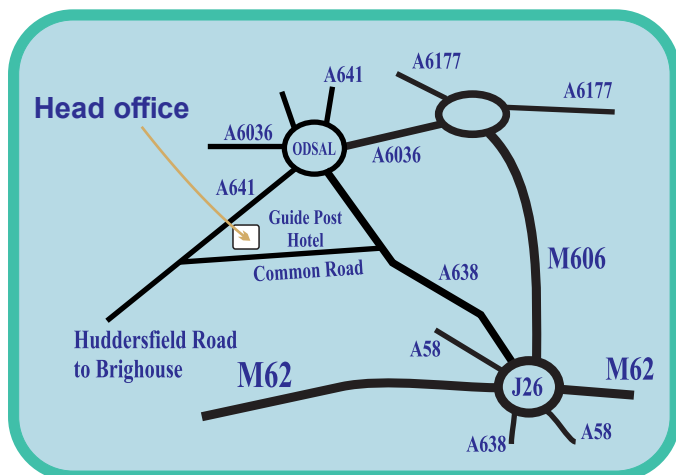 A6177
A641
A6177
Head office
A6036
ODSAL
A6036
A641
Guide Post
Hotel
Common Road
M606
A638
Huddersfield Road
to Brighouse
A58
M62
M62
J26
A638
A58